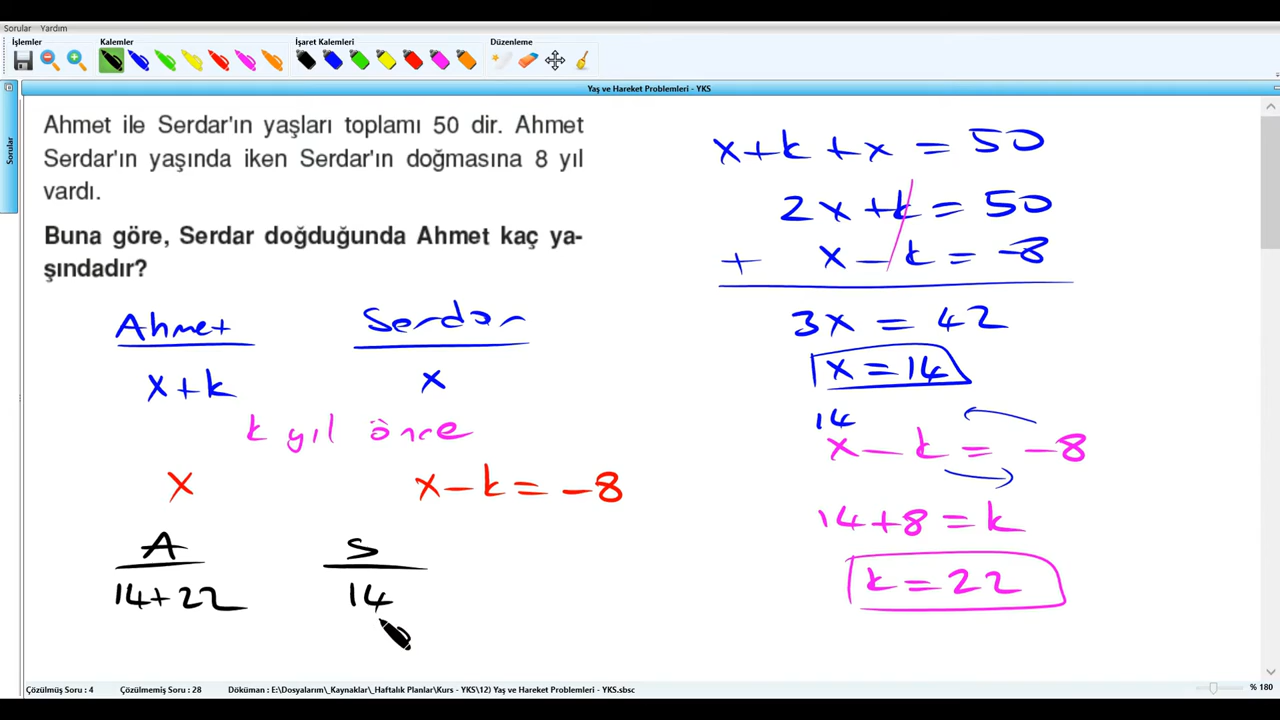 Sorular Yardım
İşlemler Kalemler İşaret Kalemleri Düzenleme
Yaş ve Hareket Problemleri - YKS
Sorular
Ahmet ile Serdar'ın yaşları toplamı 50 dir. Ahmet
Serdar'ın yaşında iken Serdar'ın doğmasına 8 yıl
vardı.
Buna göre, Serdar doğduğunda Ahmet kaç ya-
şındadır?
Ahmet Serdar
x+k x
k yıl önce
x x-k=-8
A S
14+22 14
x+k+x=50
2x+k=50
+ x-k=-8
3x=42
x=14
14
x-k=-8
14+8=k
k=22
Çözülmüş Soru : 4 Çözülmemiş Soru : 28 Döküman : E:\Dosyalarım\_Kaynaklar\_Haftalık Planlar\Kurs - YKS\12) Yaş ve Hareket Problemleri - YKS.sbsc % 180